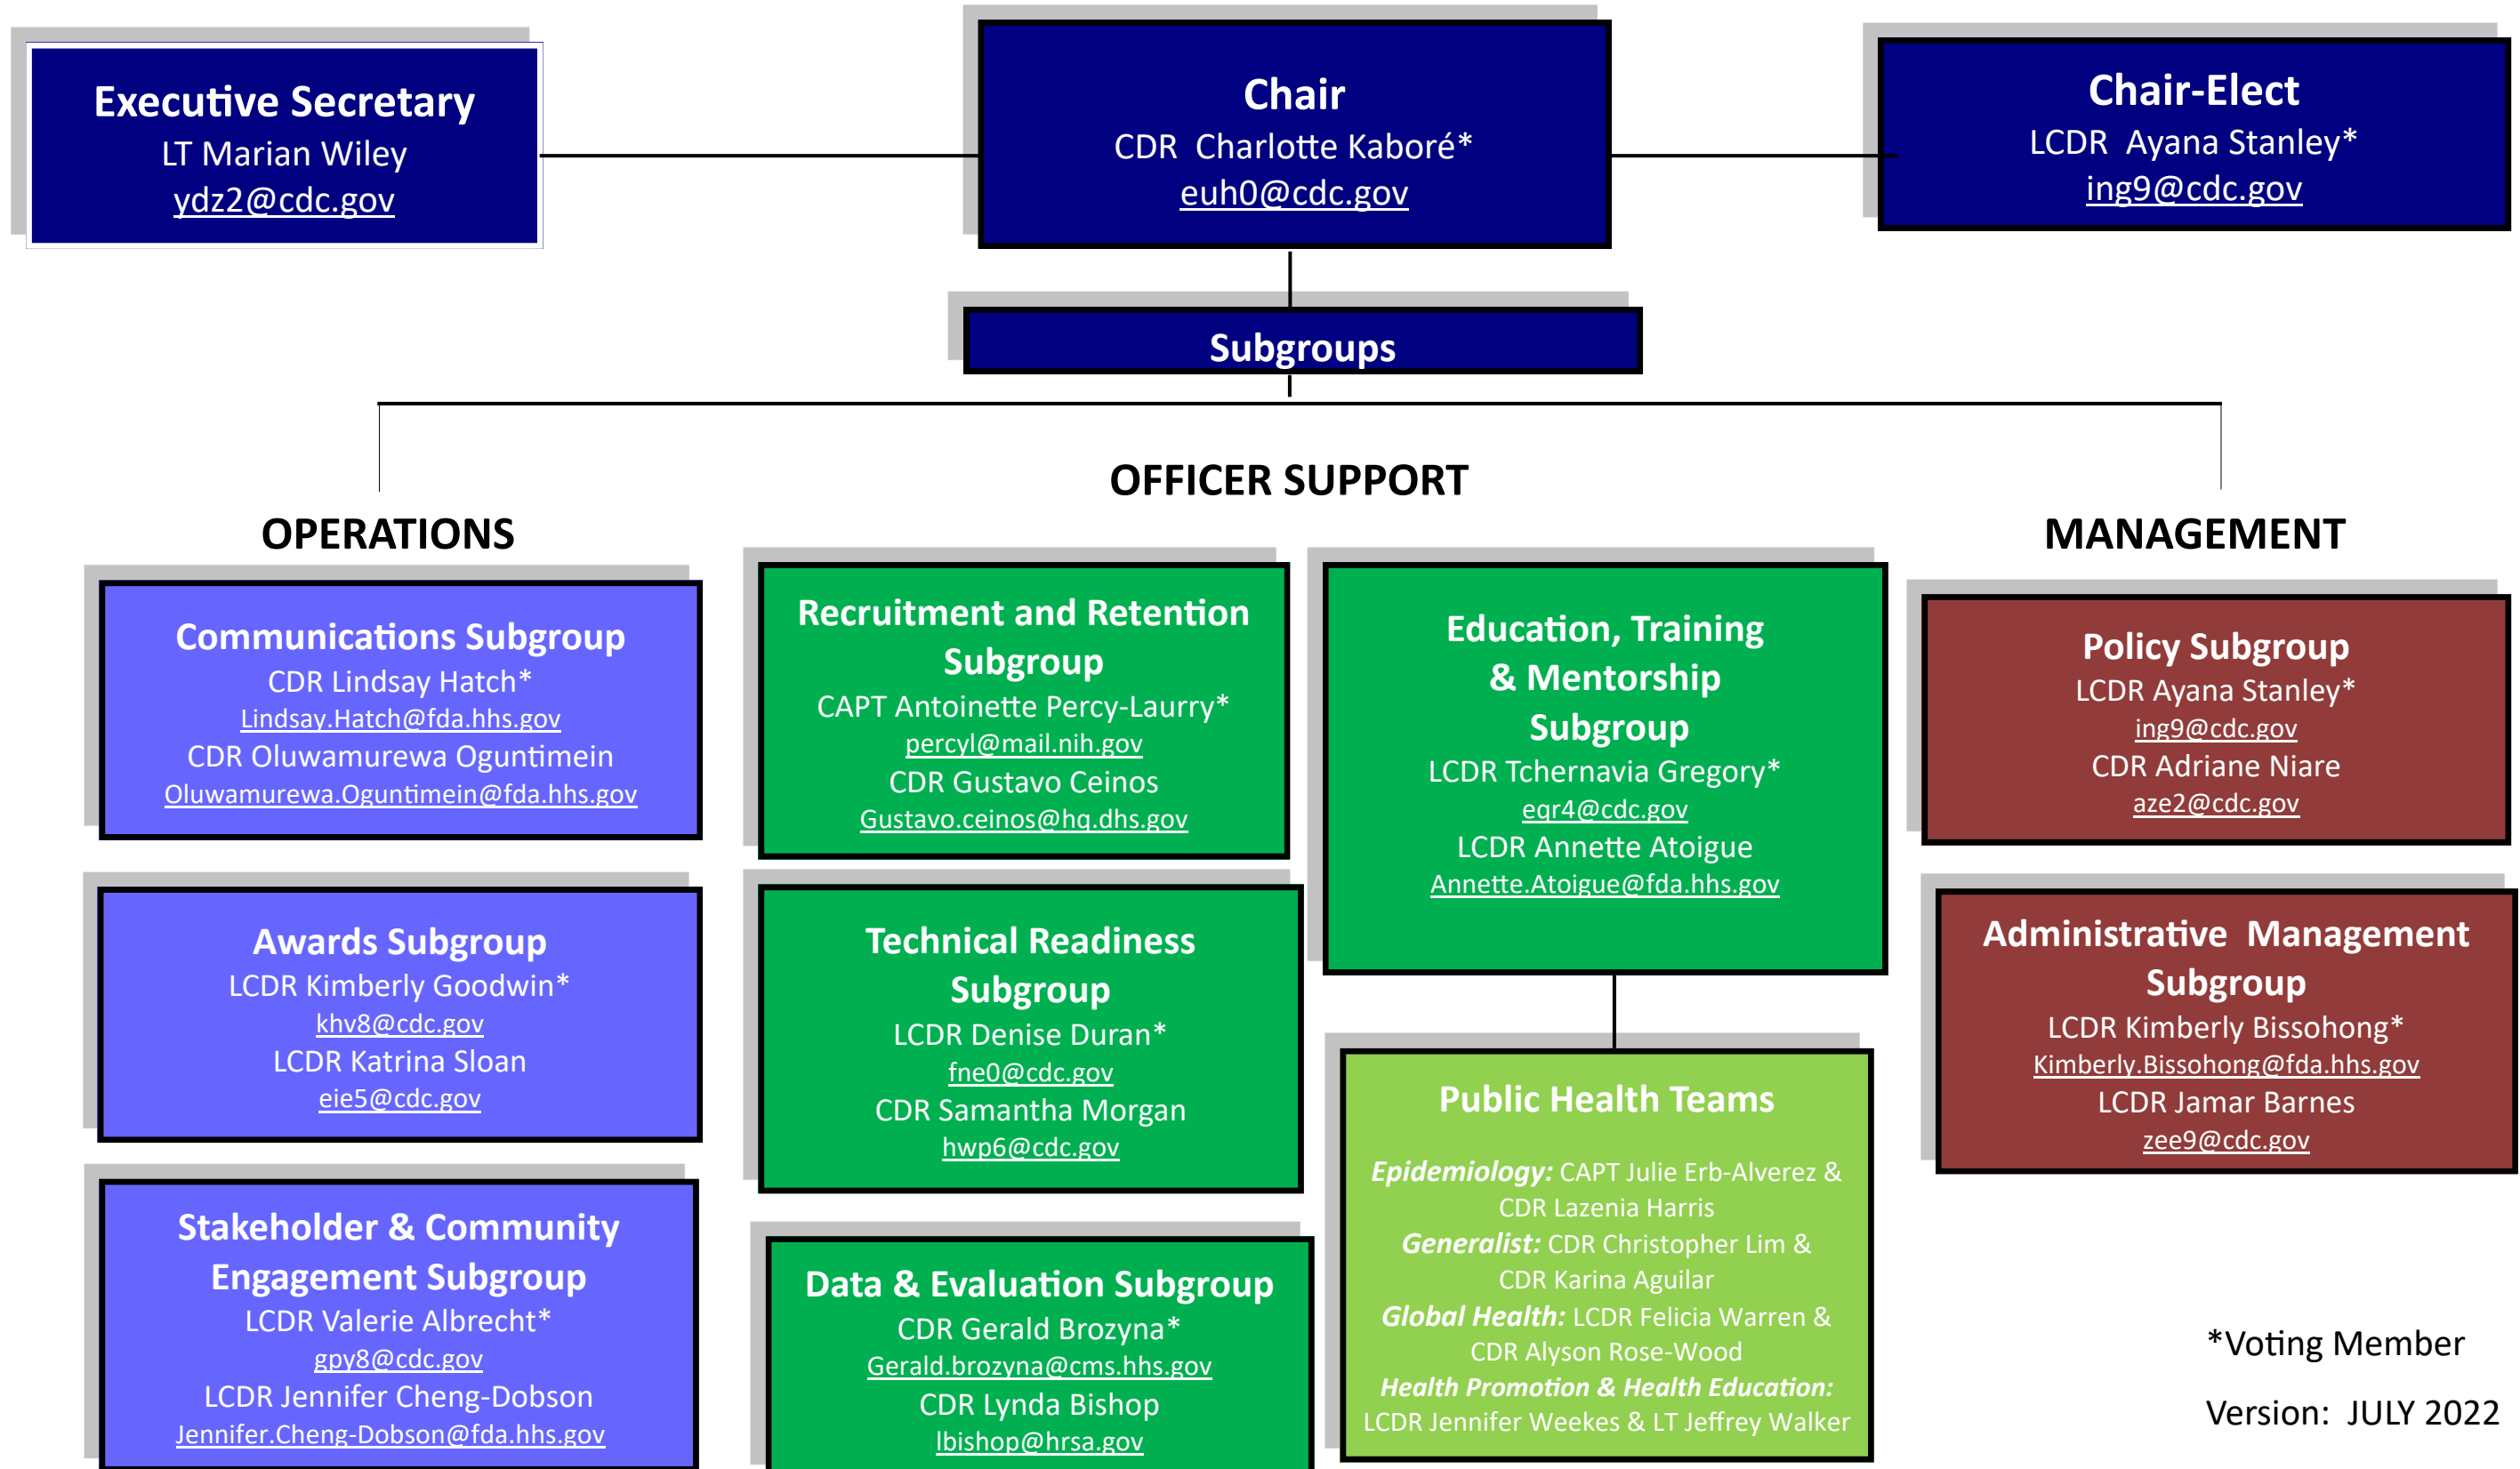 Executive Secretary
LT Marian Wiley
ydz2@cdc.gov
Chair
CDR Charlotte Kaboré*
euh0@cdc.gov
Chair-Elect
LCDR Ayana Stanley*
ing9@cdc.gov
Subgroups
OPERATIONS
OFFICER SUPPORT
MANAGEMENT
Communications Subgroup
CDR Lindsay Hatch*
Lindsay.Hatch@fda.hhs.gov
CDR Oluwamurewa Oguntimein
Oluwamurewa.Oguntimein@fda.hhs.gov
Awards Subgroup
LCDR Kimberly Goodwin*
khv8@cdc.gov
LCDR Katrina Sloan
eie5@cdc.gov
Stakeholder & Community
Engagement Subgroup
LCDR Valerie Albrecht*
gpy8@cdc.gov
LCDR Jennifer Cheng-Dobson
Jennifer.Cheng-Dobson@fda.hhs.gov
Recruitment and Retention
Subgroup
CAPT Antoinette Percy-Laurry*
percyl@mail.nih.gov
CDR Gustavo Ceinos
Gustavo.ceinos@hq.dhs.gov
Technical Readiness
Subgroup
LCDR Denise Duran*
fne0@cdc.gov
CDR Samantha Morgan
hwp6@cdc.gov
Data & Evaluation Subgroup
CDR Gerald Brozyna*
Gerald.brozyna@cms.hhs.gov
CDR Lynda Bishop
lbishop@hrsa.gov
Education, Training
& Mentorship
Subgroup
LCDR Tchernavia Gregory*
eqr4@cdc.gov
LCDR Annette Atoigue
Annette.Atoigue@fda.hhs.gov
Public Health Teams
Epidemiology: CAPT Julie Erb-Alverez &
CDR Lazenia Harris
Generalist: CDR Christopher Lim &
CDR Karina Aguilar
Global Health: LCDR Felicia Warren &
CDR Alyson Rose-Wood
Health Promotion & Health Education:
LCDR Jennifer Weekes & LT Jeffrey Walker
Policy Subgroup
LCDR Ayana Stanley*
ing9@cdc.gov
CDR Adriane Niare
aze2@cdc.gov
Administrative Management
Subgroup
LCDR Kimberly Bissohong*
Kimberly.Bissohong@fda.hhs.gov
LCDR Jamar Barnes
zee9@cdc.gov
*Voting Member
Version: JULY 2022